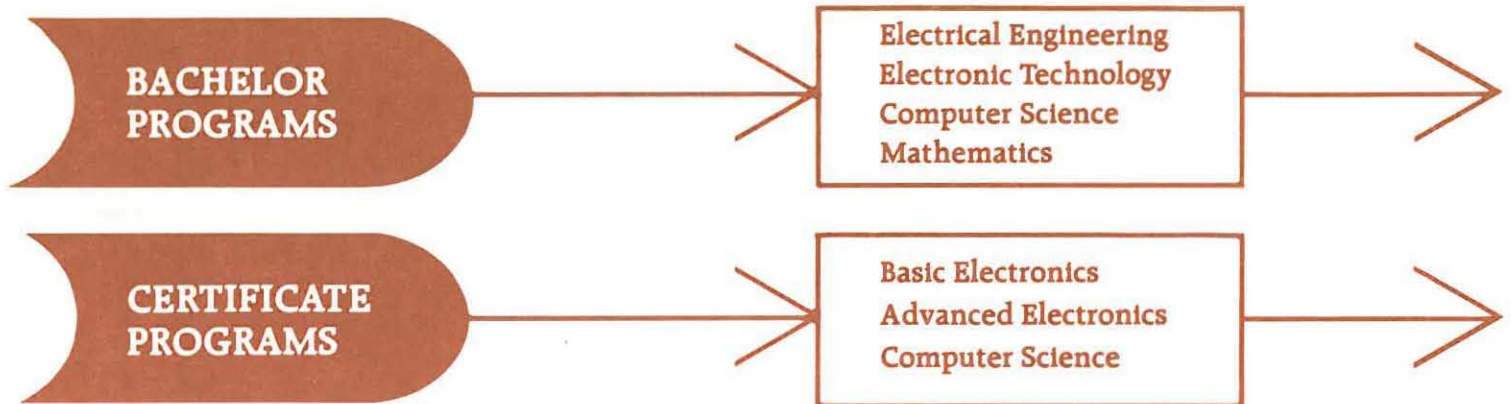 BACHELOR
PROGRAMS
Electrical Engineering
Electronic Technology
Computer Science
Mathematics
CERTIFICATE
PROGRAMS
Basic Electronics
Advanced Electronics
Computer Science